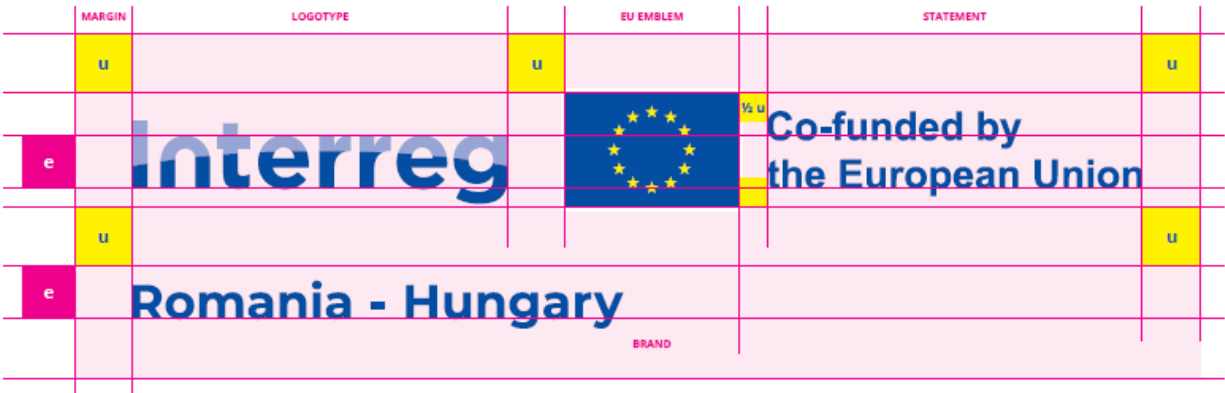 MARGIN LOGOTYPE EU EMBLEM STATEMENT
u u u
½ u
Interreg
Co-funded by
the European Union
e
u u
e
Romania - Hungary
BRAND